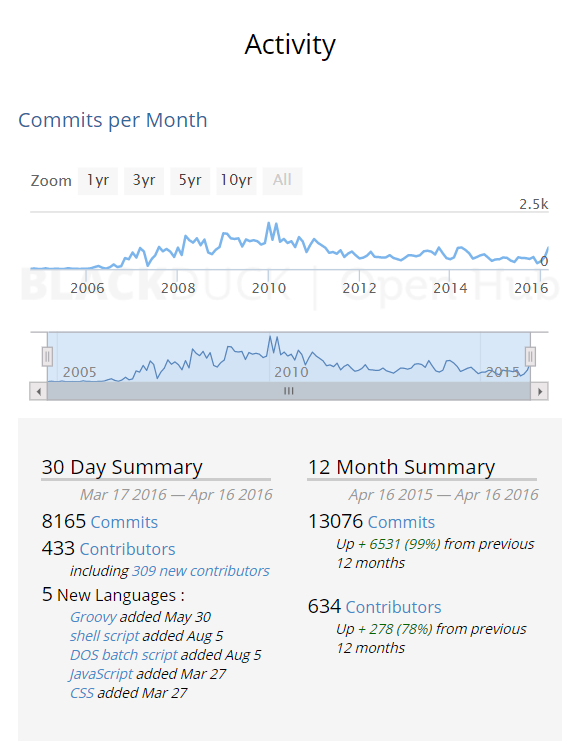 Activity
Commits per Month
Zoom 1yr 3yr 5yr 10yr All
2.5k
0
BLACKDUCK | Open Hub
2006 2008 2010 2012 2014 2016
2005 2010 2015
30 Day Summary
Mar 17 2016 — Apr 16 2016
8165 Commits
433 Contributors
including 309 new contributors
5 New Languages :
Groovy added May 30
shell script added Aug 5
DOS batch script added Aug 5
JavaScript added Mar 27
CSS added Mar 27
12 Month Summary
Apr 16 2015 — Apr 16 2016
13076 Commits
Up + 6531 (99%) from previous
12 months
634 Contributors
Up + 278 (78%) from previous
12 months